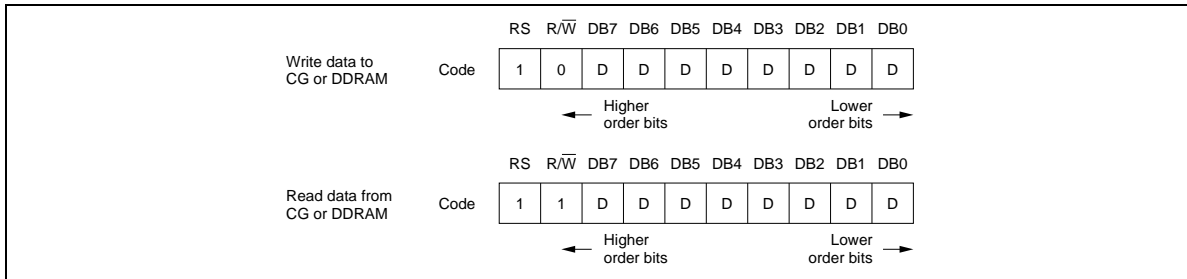 RS R/W̅ DB7 DB6 DB5 DB4 DB3 DB2 DB1 DB0
Write data to
CG or DDRAM
Code 1 0 D D D D D D D D
Higher
order bits
Lower
order bits
RS R/W̅ DB7 DB6 DB5 DB4 DB3 DB2 DB1 DB0
Read data from
CG or DDRAM
Code 1 1 D D D D D D D D
Higher
order bits
Lower
order bits